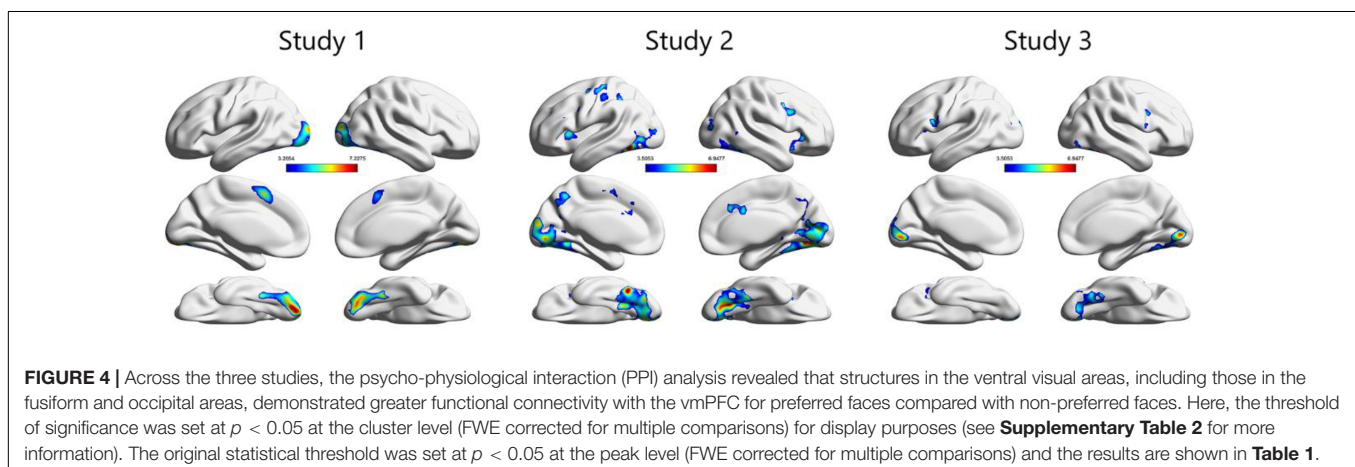 Study 1
Study 2
Study 3
3.2654 7.2275
3.5053 6.9477
3.5053 6.9477
FIGURE 4 | Across the three studies, the psycho-physiological interaction (PPI) analysis revealed that structures in the ventral visual areas, including those in the
fusiform and occipital areas, demonstrated greater functional connectivity with the vmPFC for preferred faces compared with non-preferred faces. Here, the threshold
of significance was set at p < 0.05 at the cluster level (FWE corrected for multiple comparisons) for display purposes (see Supplementary Table 2 for more
information). The original statistical threshold was set at p < 0.05 at the peak level (FWE corrected for multiple comparisons) and the results are shown in Table 1.